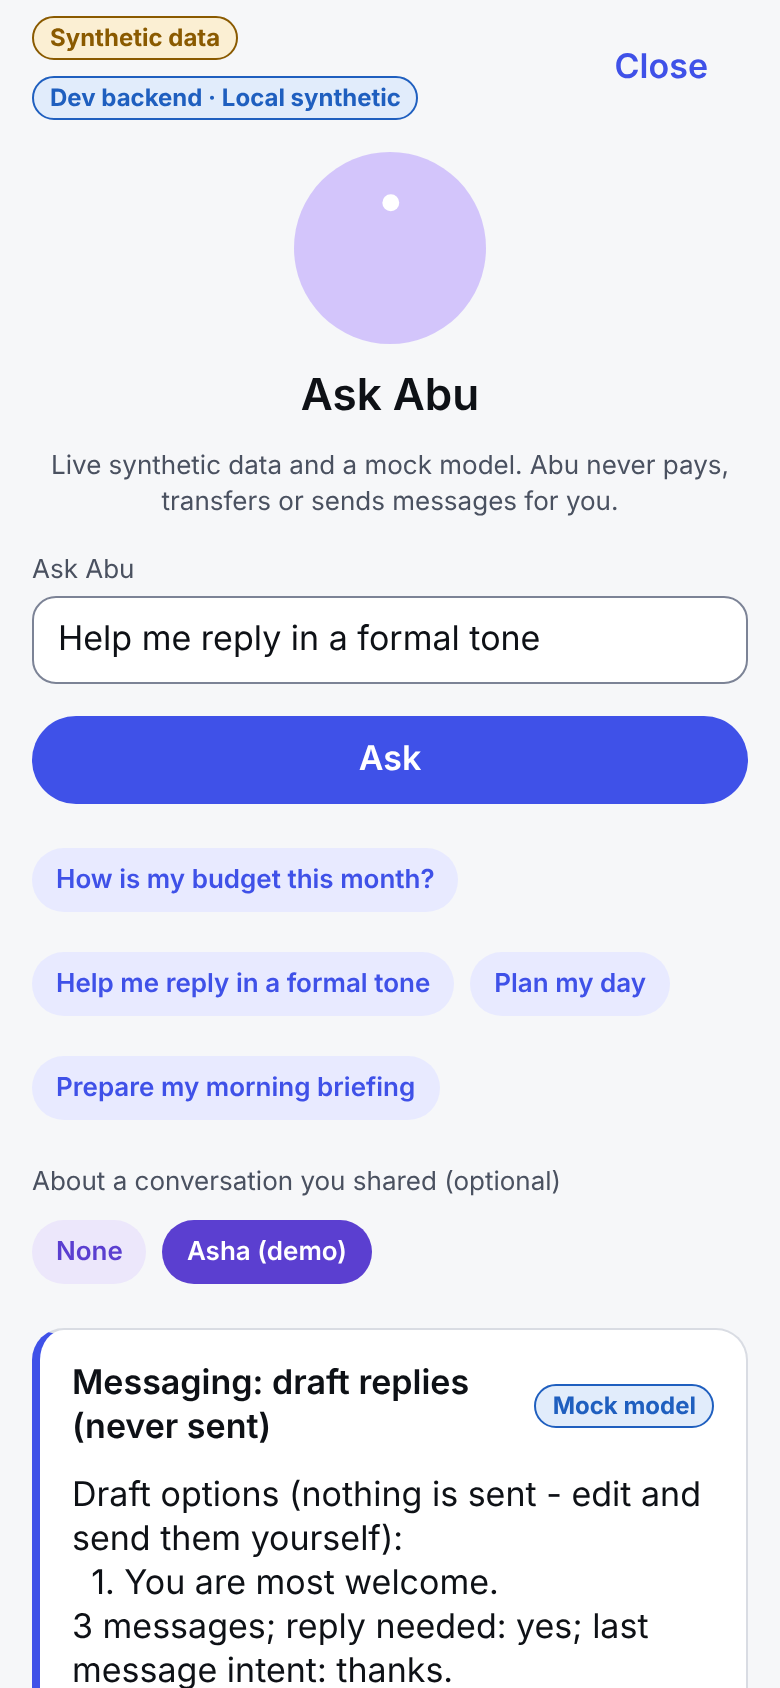 Synthetic data
Close
Dev backend · Local synthetic
Ask Abu
Live synthetic data and a mock model. Abu never pays,
transfers or sends messages for you.
Ask Abu
Help me reply in a formal tone
Ask
How is my budget this month?
Help me reply in a formal tone
Plan my day
Prepare my morning briefing
About a conversation you shared (optional)
None
Asha (demo)
Messaging: draft replies
(never sent)
Mock model
Draft options (nothing is sent - edit and
send them yourself):
1. You are most welcome.
3 messages; reply needed: yes; last
message intent: thanks.